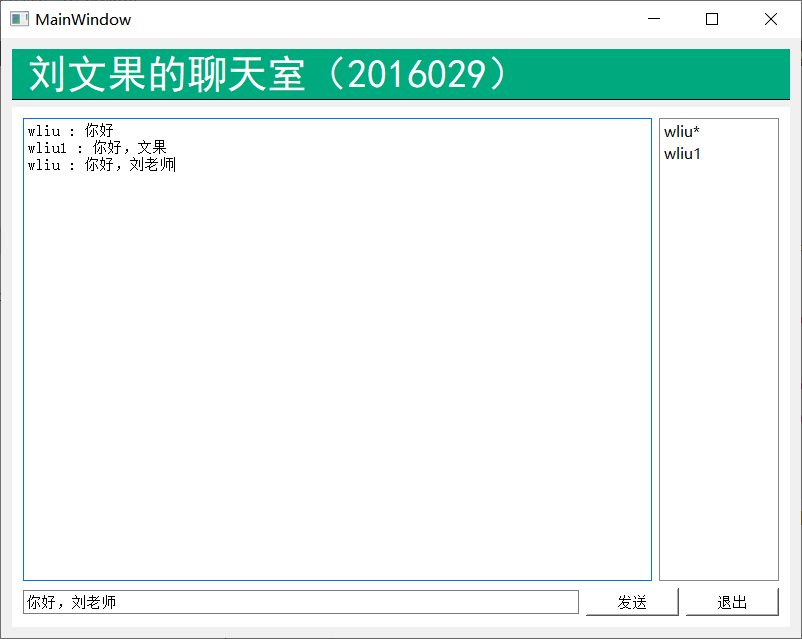 MainWindow
刘文果的聊天室（2016029）
wliu : 你好
wliu1 : 你好，文果
wliu : 你好，刘老师
wliu*
wliu1
你好，刘老师
发送
退出